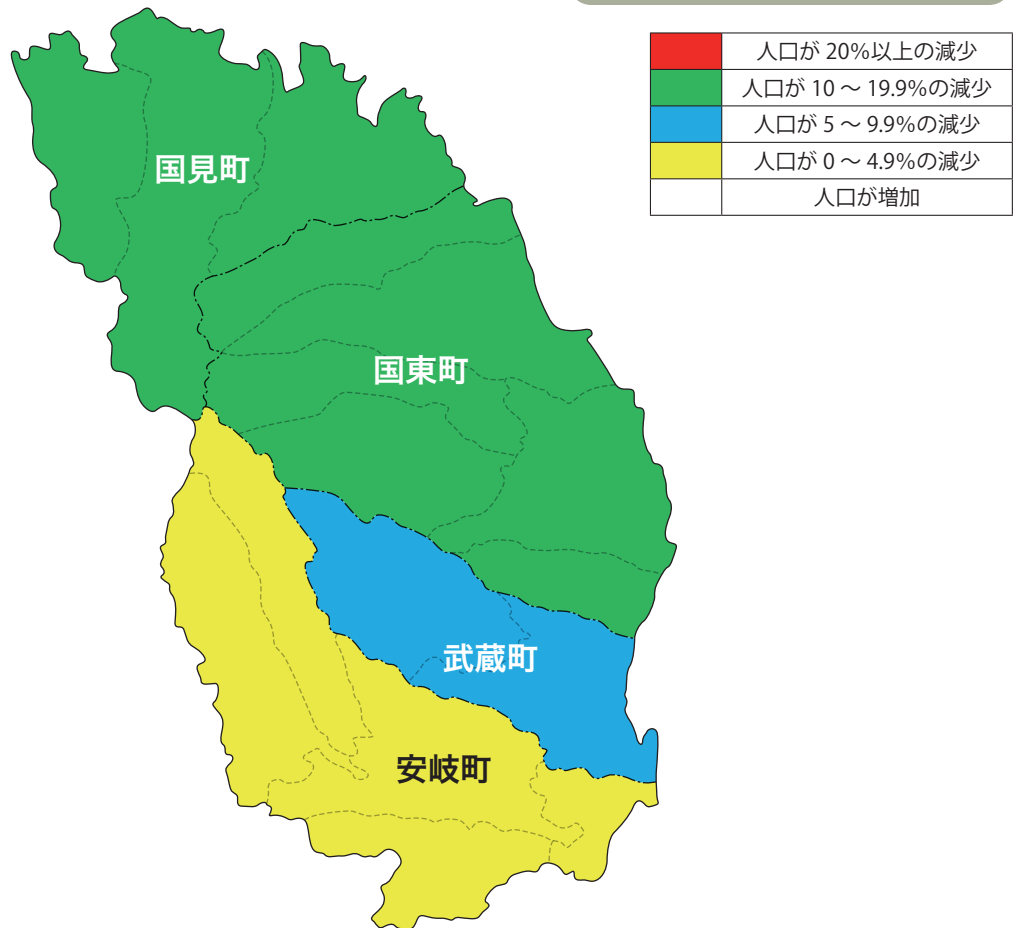 人口が 20%以上の減少
人口が 10 ～ 19.9%の減少
人口が 5 ～ 9.9%の減少
人口が 0 ～ 4.9%の減少
人口が増加
国見町
国東町
武蔵町
安岐町